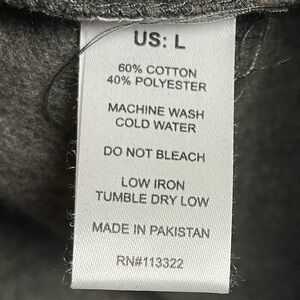 US: L
60% COTTON
40% POLYESTER
MACHINE WASH
COLD WATER
DO NOT BLEACH
LOW IRON
TUMBLE DRY LOW
MADE IN PAKISTAN
RN#113322